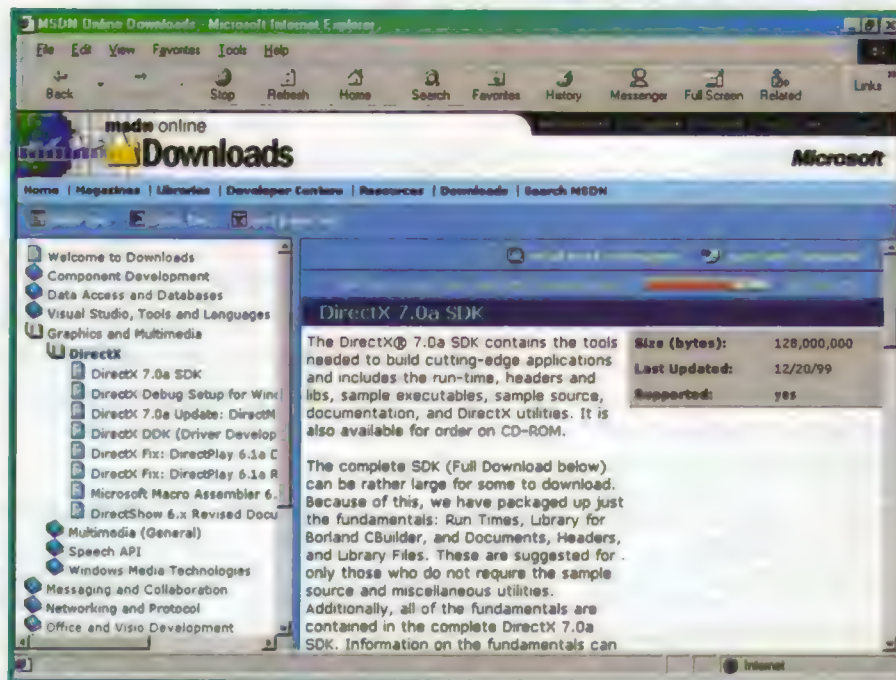 MSDN Online Downloads - Microsoft Internet Explorer
File Edit View Favorites Tools Help
Back Stop Refresh Home Search Favorites History Messenger Full Screen Related Links
msdn online
Downloads
Microsoft
Home | Magazines | Libraries | Developer Centers | Resources | Downloads | Search MSDN
Welcome to Downloads
Component Development
Data Access and Databases
Visual Studio, Tools and Languages
Graphics and Multimedia
DirectX
DirectX 7.0a SDK
DirectX Debug Setup for Wind
DirectX 7.0a Update: DirectM
DirectX DDK (Driver Develop
DirectX Fix: DirectPlay 6.1a D
DirectX Fix: DirectPlay 6.1a R
Microsoft Macro Assembler 6.
DirectShow 6.x Revised Docu
Multimedia (General)
Speech API
Windows Media Technologies
Messaging and Collaboration
Networking and Protocol
Office and Visio Development
DirectX 7.0a SDK
The DirectX® 7.0a SDK contains the tools
needed to build cutting-edge applications
and includes the run-time, headers and
libs, sample executables, sample source,
documentation, and DirectX utilities. It is
also available for order on CD-ROM.
The complete SDK (Full Download below)
can be rather large for some to download.
Because of this, we have packaged up just
the fundamentals: Run Times, Library for
Borland CBuilder, and Documents, Headers,
and Library Files. These are suggested for
only those who do not require the sample
source and miscellaneous utilities.
Additionally, all of the fundamentals are
contained in the complete DirectX 7.0a
SDK. Information on the fundamentals can
Size (bytes): 128,000,000
Last Updated: 12/20/99
Supported: yes
Internet